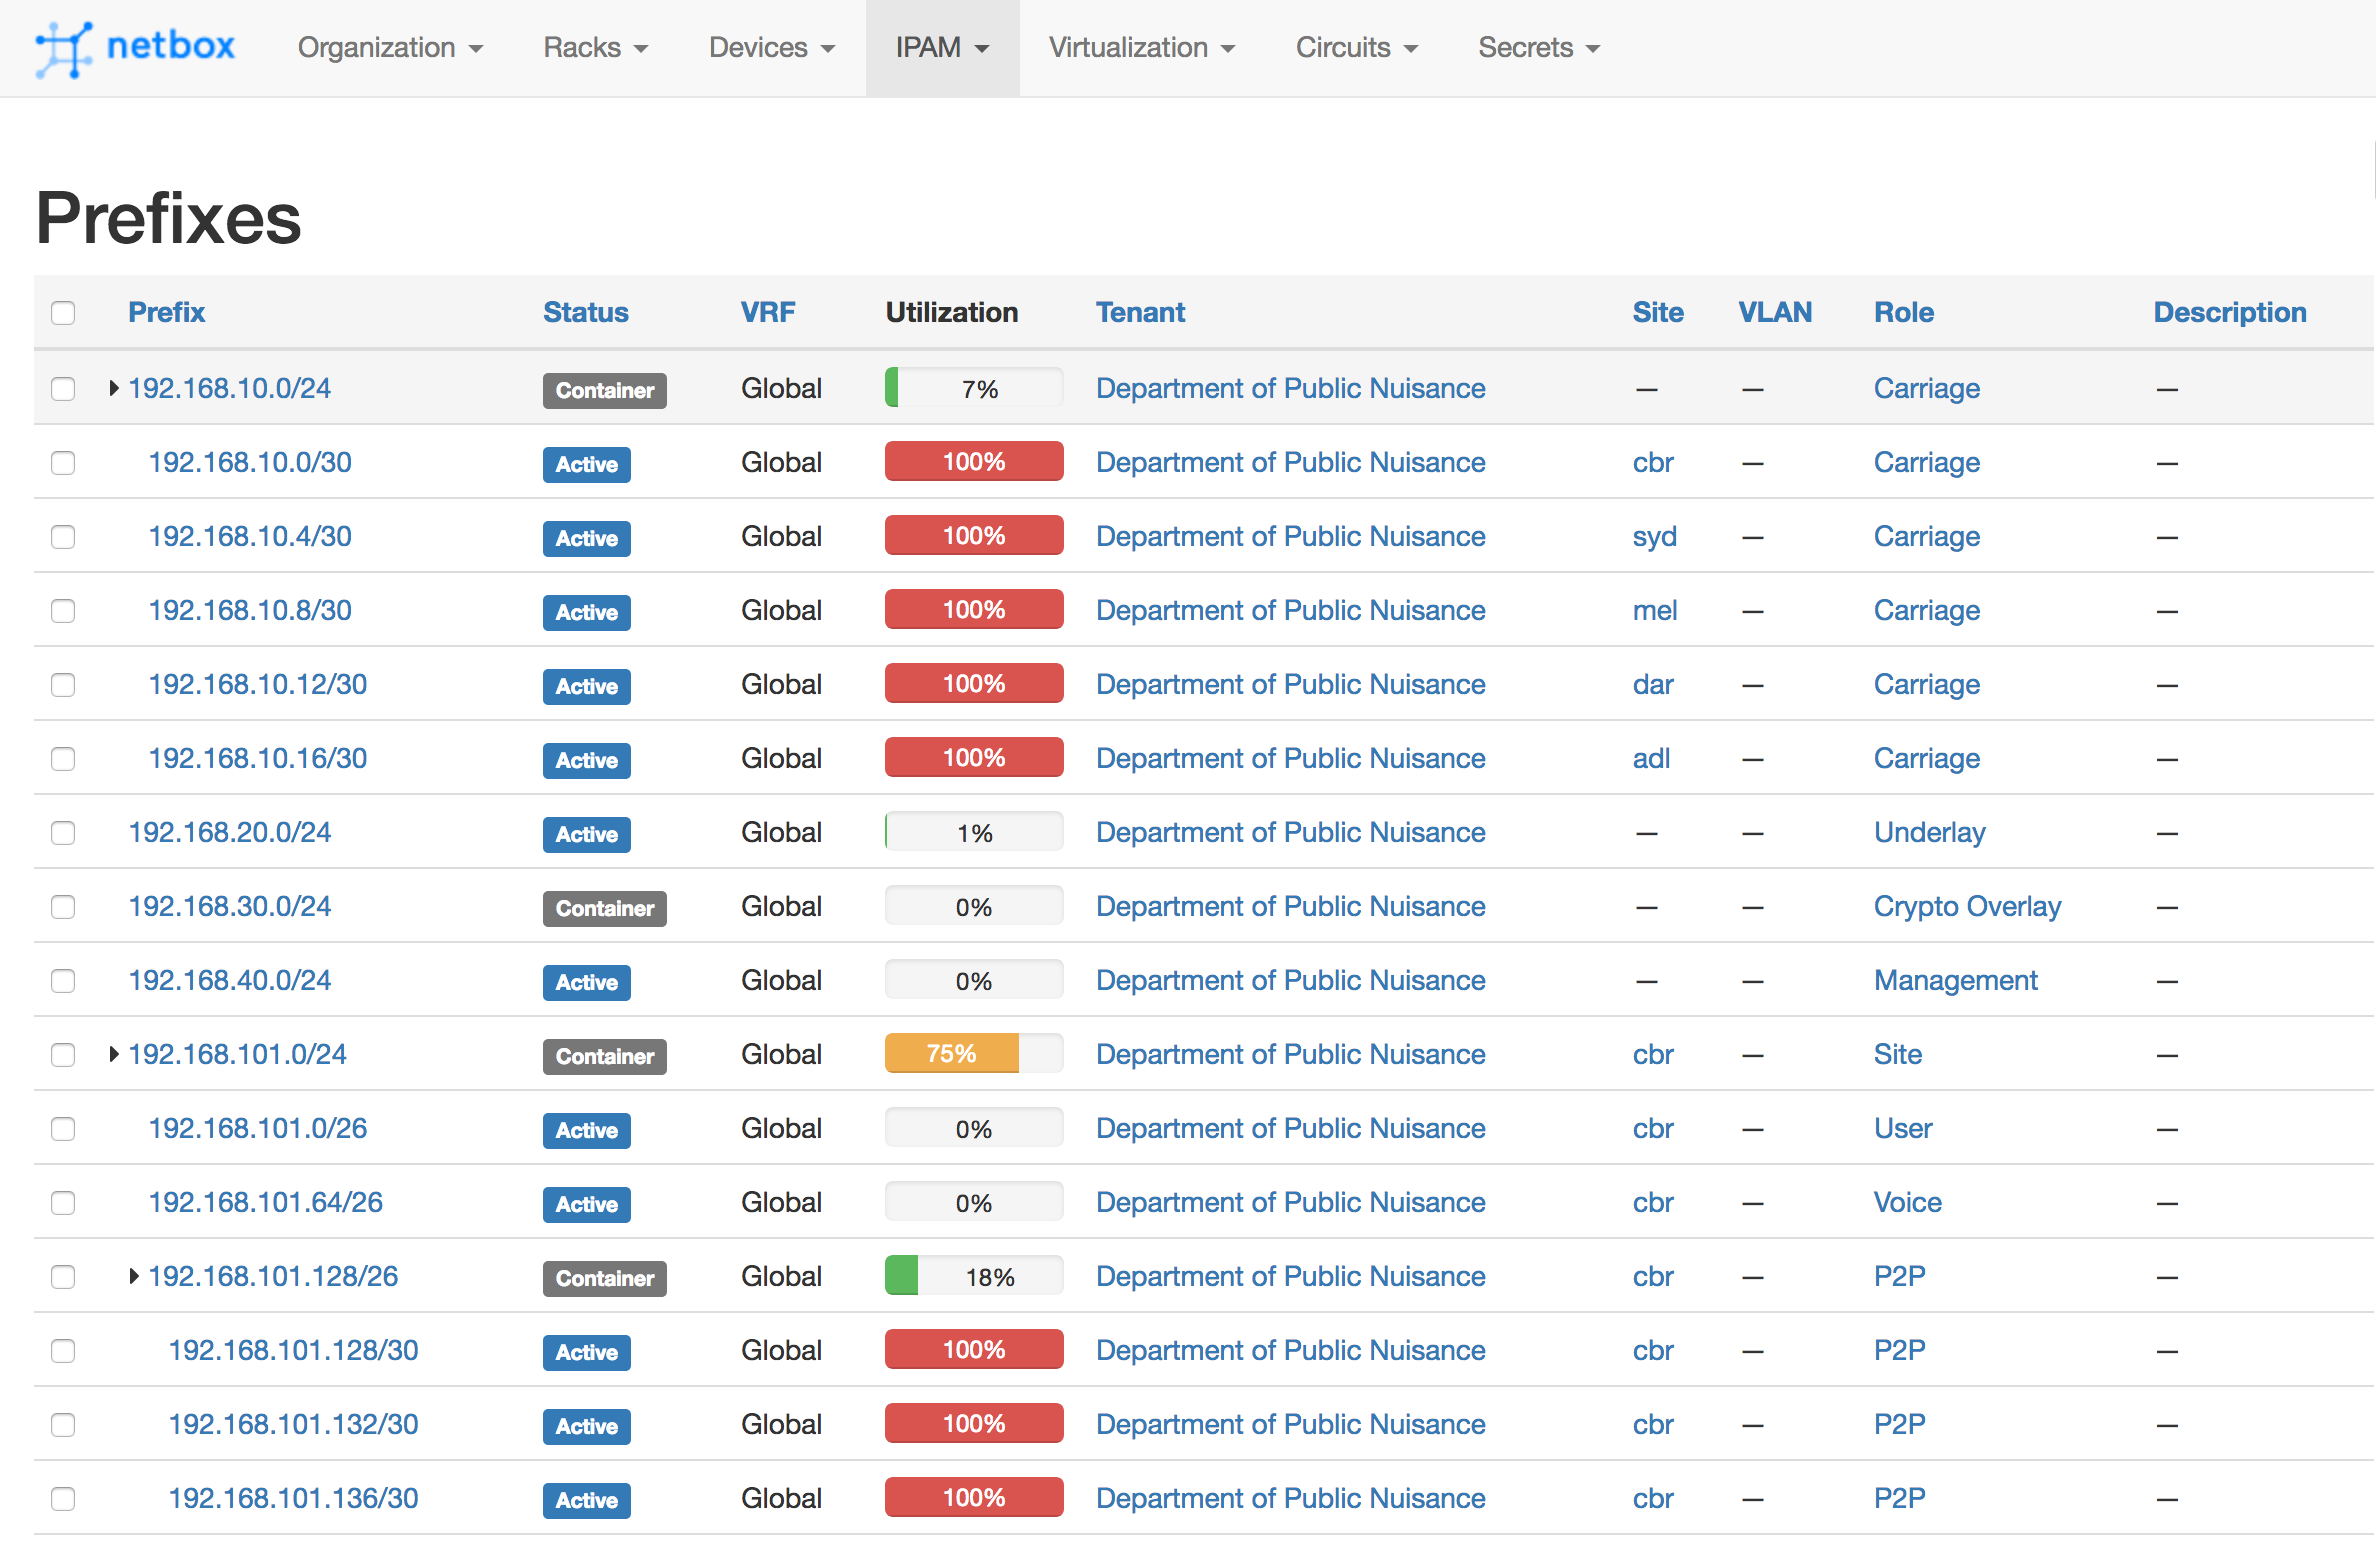 netbox Organization Racks Devices IPAM Virtualization Circuits Secrets
Prefixes
Prefix Status VRF Utilization Tenant Site VLAN Role Description
192.168.10.0/24 Container Global 7% Department of Public Nuisance — — Carriage —
192.168.10.0/30 Active Global 100% Department of Public Nuisance cbr — Carriage —
192.168.10.4/30 Active Global 100% Department of Public Nuisance syd — Carriage —
192.168.10.8/30 Active Global 100% Department of Public Nuisance mel — Carriage —
192.168.10.12/30 Active Global 100% Department of Public Nuisance dar — Carriage —
192.168.10.16/30 Active Global 100% Department of Public Nuisance adl — Carriage —
192.168.20.0/24 Active Global 1% Department of Public Nuisance — — Underlay —
192.168.30.0/24 Container Global 0% Department of Public Nuisance — — Crypto Overlay —
192.168.40.0/24 Active Global 0% Department of Public Nuisance — — Management —
192.168.101.0/24 Container Global 75% Department of Public Nuisance cbr — Site —
192.168.101.0/26 Active Global 0% Department of Public Nuisance cbr — User —
192.168.101.64/26 Active Global 0% Department of Public Nuisance cbr — Voice —
192.168.101.128/26 Container Global 18% Department of Public Nuisance cbr — P2P —
192.168.101.128/30 Active Global 100% Department of Public Nuisance cbr — P2P —
192.168.101.132/30 Active Global 100% Department of Public Nuisance cbr — P2P —
192.168.101.136/30 Active Global 100% Department of Public Nuisance cbr — P2P —